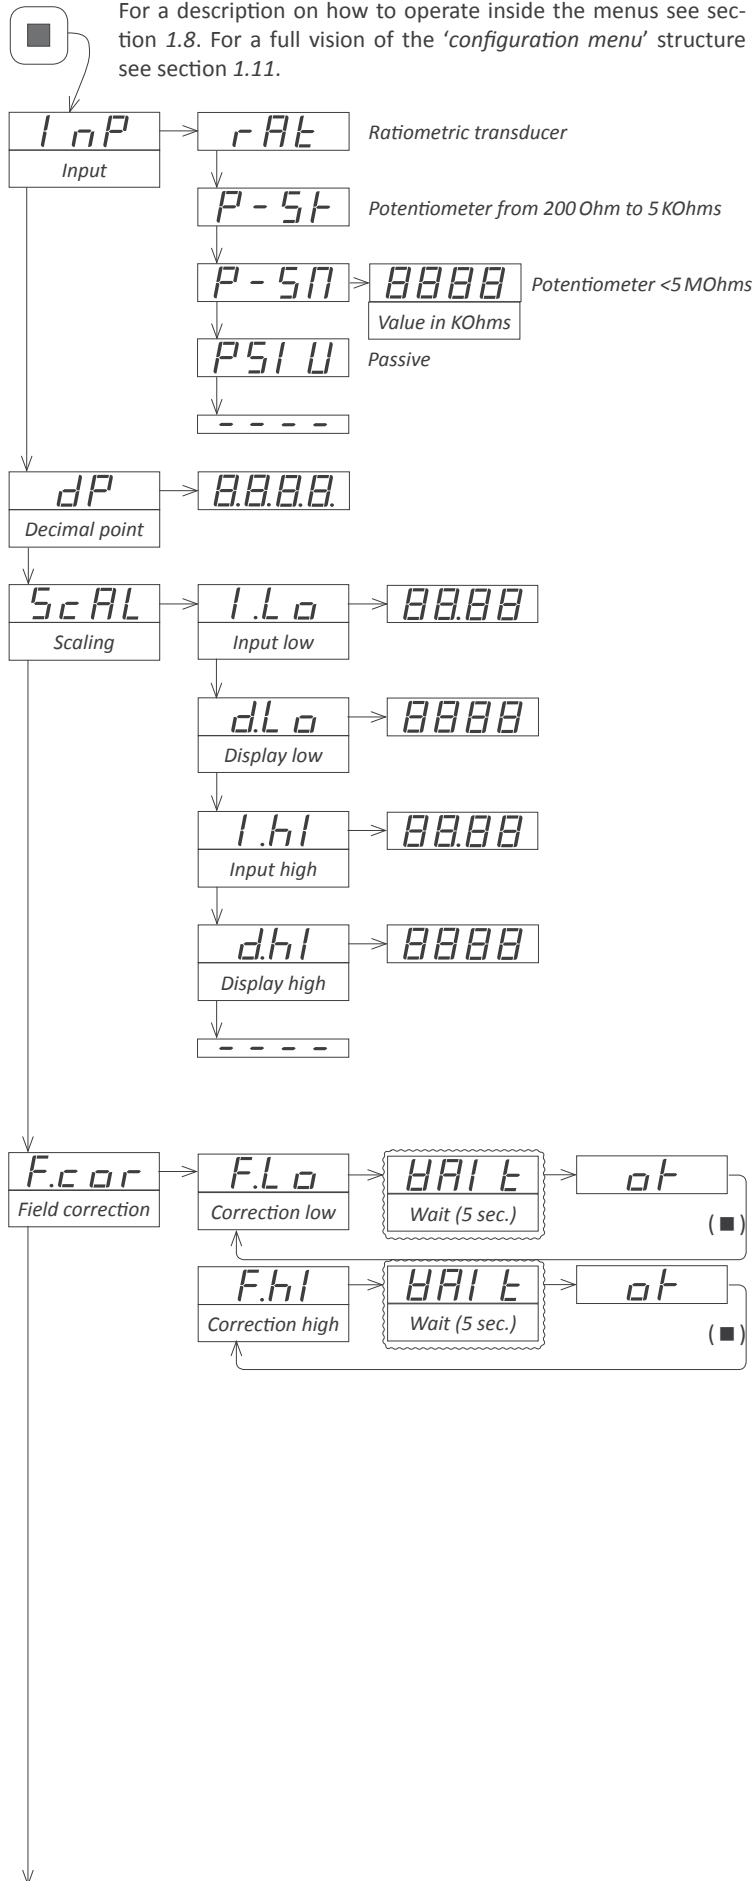 For a description on how to operate inside the menus see sec-
tion 1.8. For a full vision of the ‘configuration menu’ structure
see section 1.11.
InP
rAt
Ratiometric transducer
Input
P-5k
Potentiometer from 200 Ohm to 5 KOhms
P-5M
8888
Potentiometer <5 MOhms
Value in KOhms
PSIV
Passive
----
dP
8.8.8.8.
Decimal point
ScAL
I.Lo
88.88
Scaling
Input low
d.Lo
8888
Display low
I.hI
88.88
Input high
d.hI
8888
Display high
----
F.cor
F.Lo
WAIt
ok
Field correction
Correction low
Wait (5 sec.)
(■)
F.hI
WAIt
ok
Correction high
Wait (5 sec.)
(■)